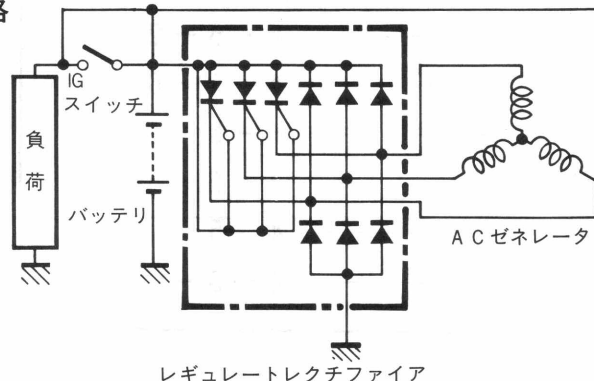 路
IG
スイッチ
負荷
バッテリ
ACゼネレータ
レギュレートレクチファイア